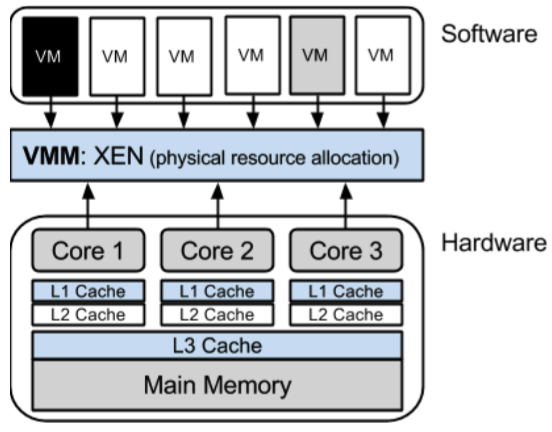 VM VM VM VM VM VM
Software
VMM: XEN (physical resource allocation)
Hardware
Core 1 Core 2 Core 3
L1 Cache L1 Cache L1 Cache
L2 Cache L2 Cache L2 Cache
L3 Cache
Main Memory